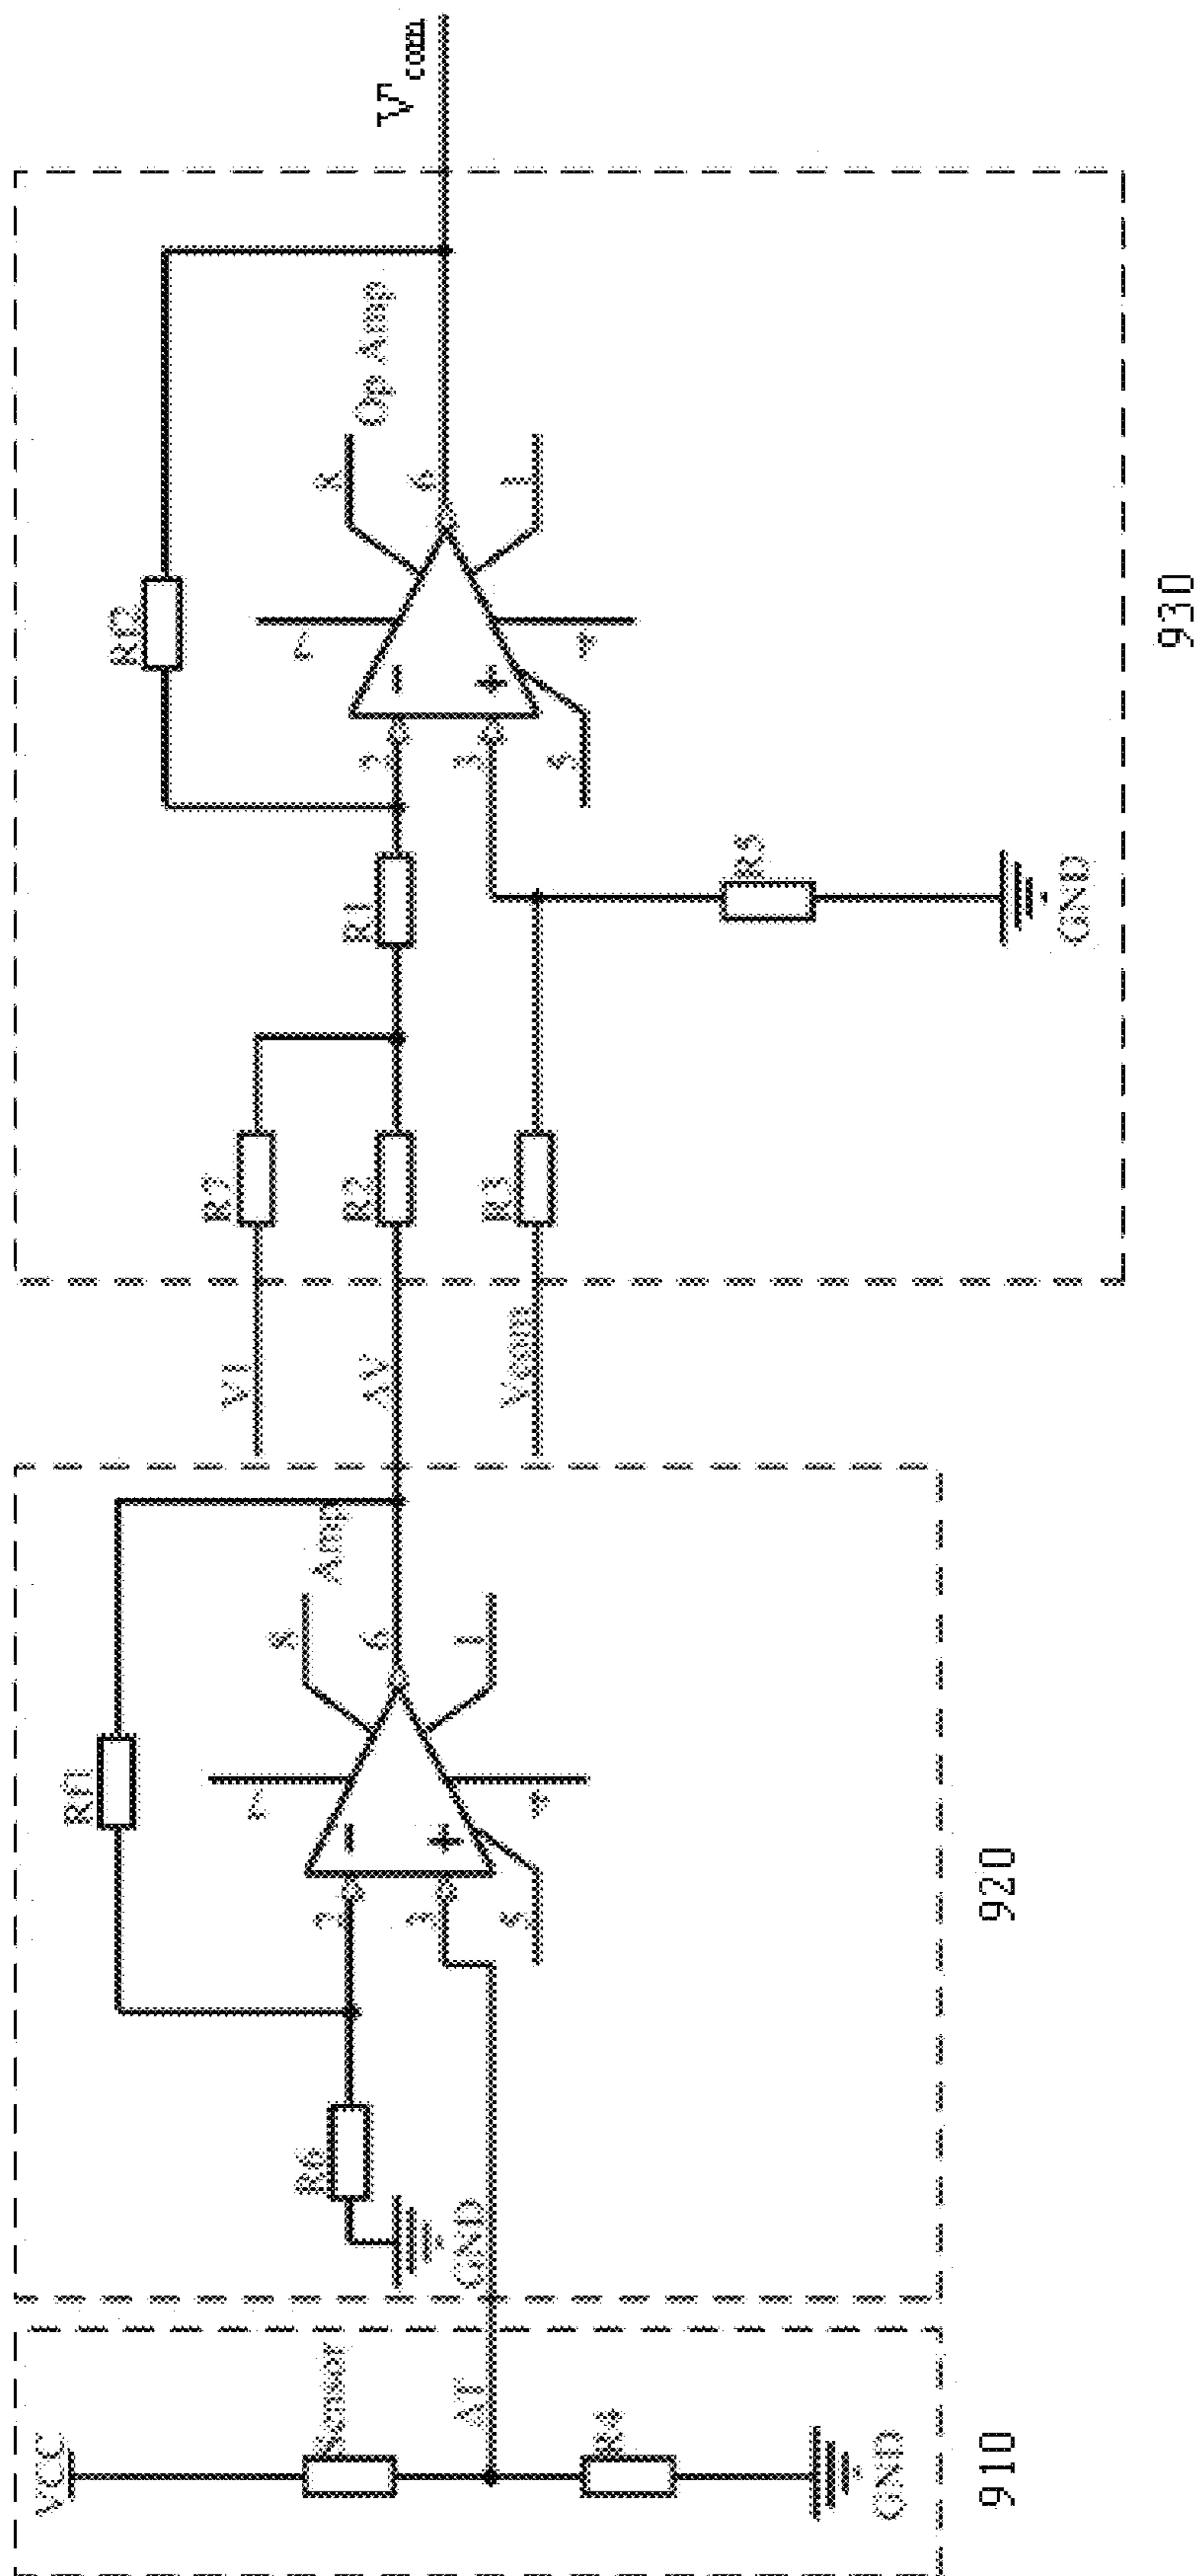 VCC
Sensor
ΔT
R4
GND
910
Rf1
R6
GND
2
3
5
7
4
8
6
1
Amp
920
V1
ΔV
Vcom
R7
R2
R3
R1
R5
GND
Rf2
2
3
5
7
4
8
6
1
Op Amp
930
Vcom